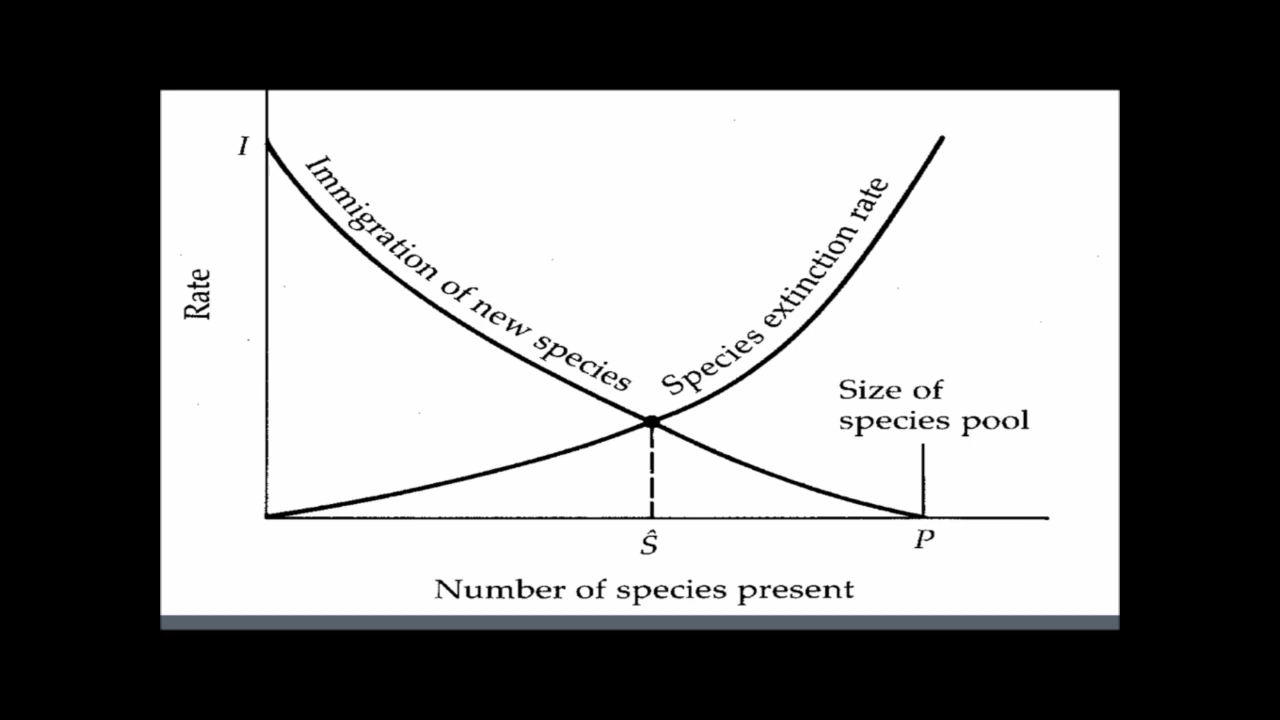 I
Immigration of new species
Species extinction rate
Rate
Size of
species pool
Ŝ
P
Number of species present